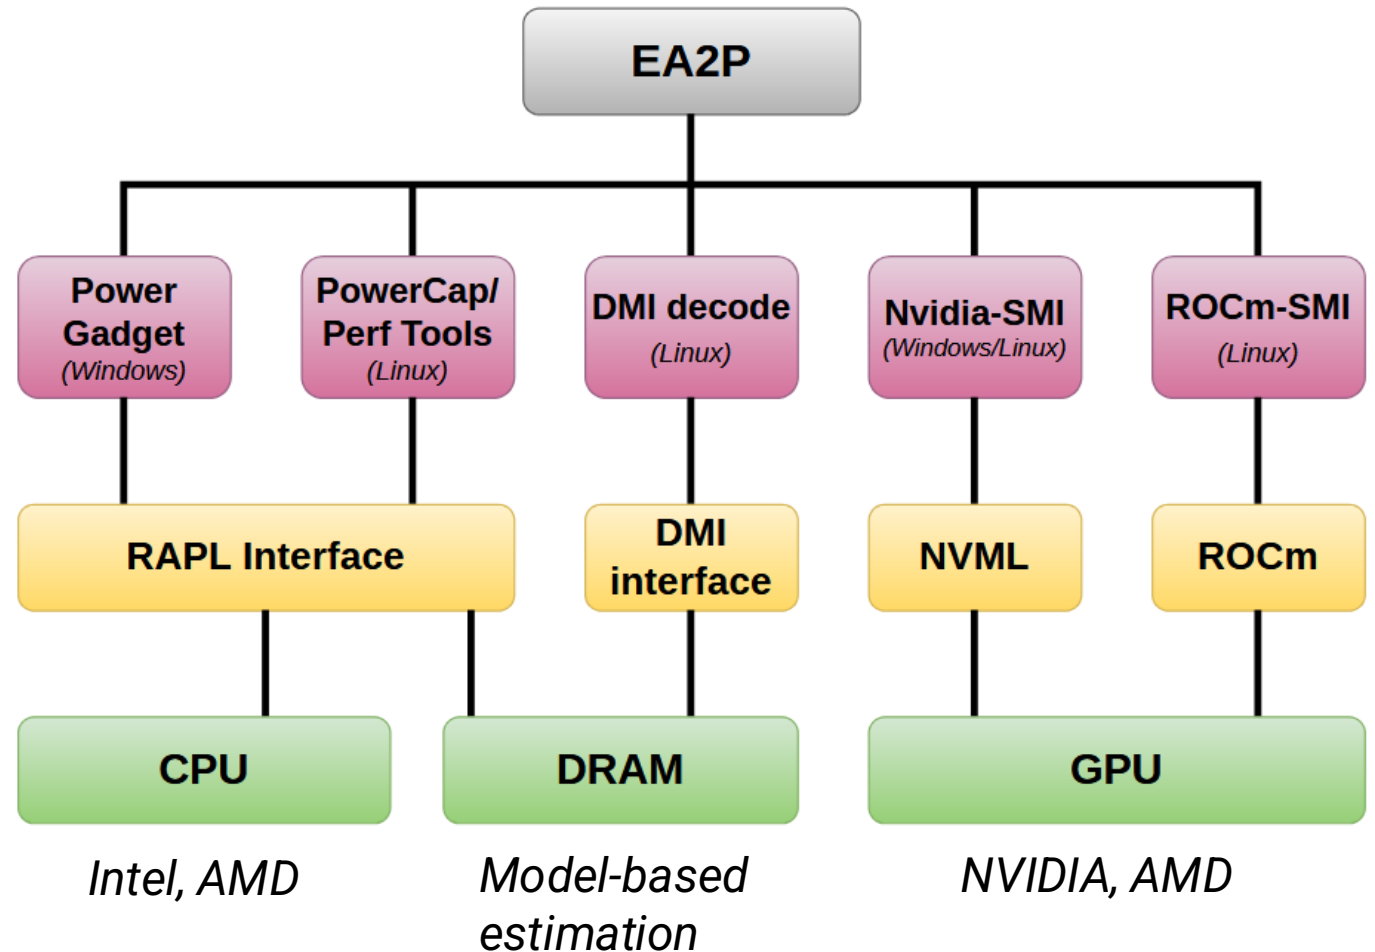 EA2P
Power
Gadget
(Windows)
PowerCap/
Perf Tools
(Linux)
DMI decode
(Linux)
Nvidia-SMI
(Windows/Linux)
ROCm-SMI
(Linux)
RAPL Interface
DMI
interface
NVML
ROCm
CPU
DRAM
GPU
Intel, AMD
Model-based
estimation
NVIDIA, AMD